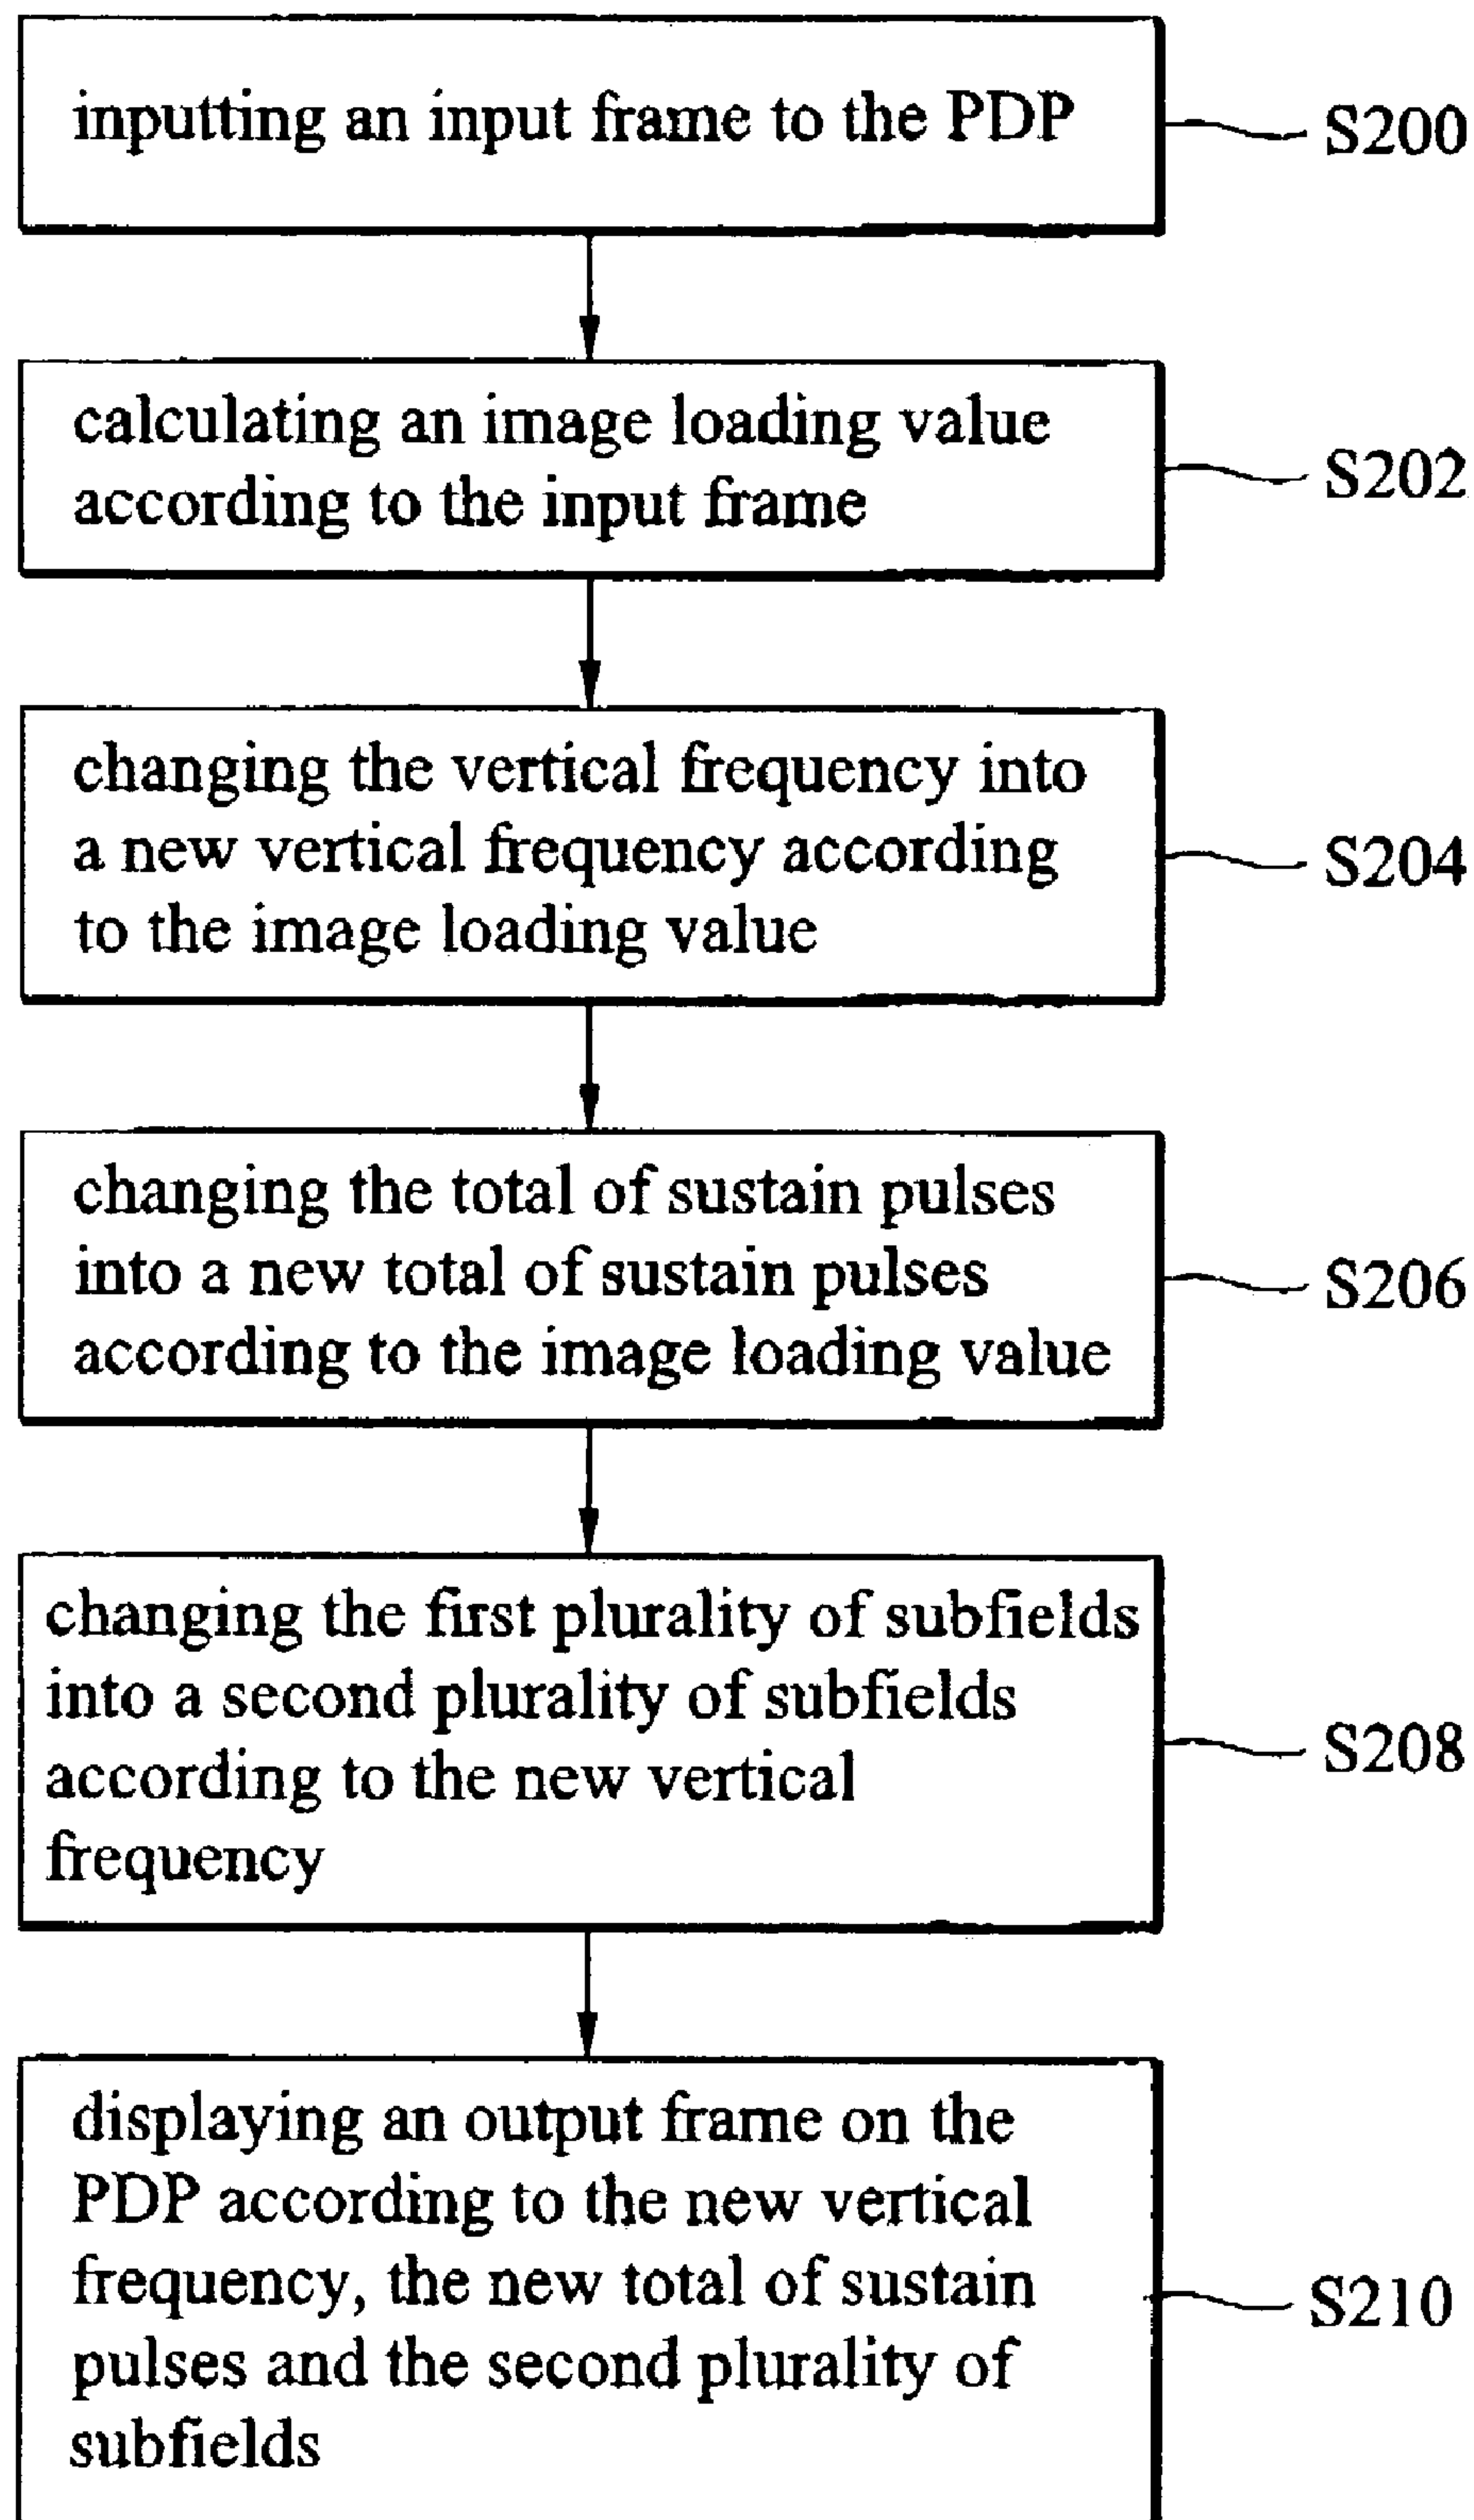 inputting an input frame to the PDP
S200
calculating an image loading value
according to the input frame
S202
changing the vertical frequency into
a new vertical frequency according
to the image loading value
S204
changing the total of sustain pulses
into a new total of sustain pulses
according to the image loading value
S206
changing the first plurality of subfields
into a second plurality of subfields
according to the new vertical
frequency
S208
displaying an output frame on the
PDP according to the new vertical
frequency, the new total of sustain
pulses and the second plurality of
subfields
S210